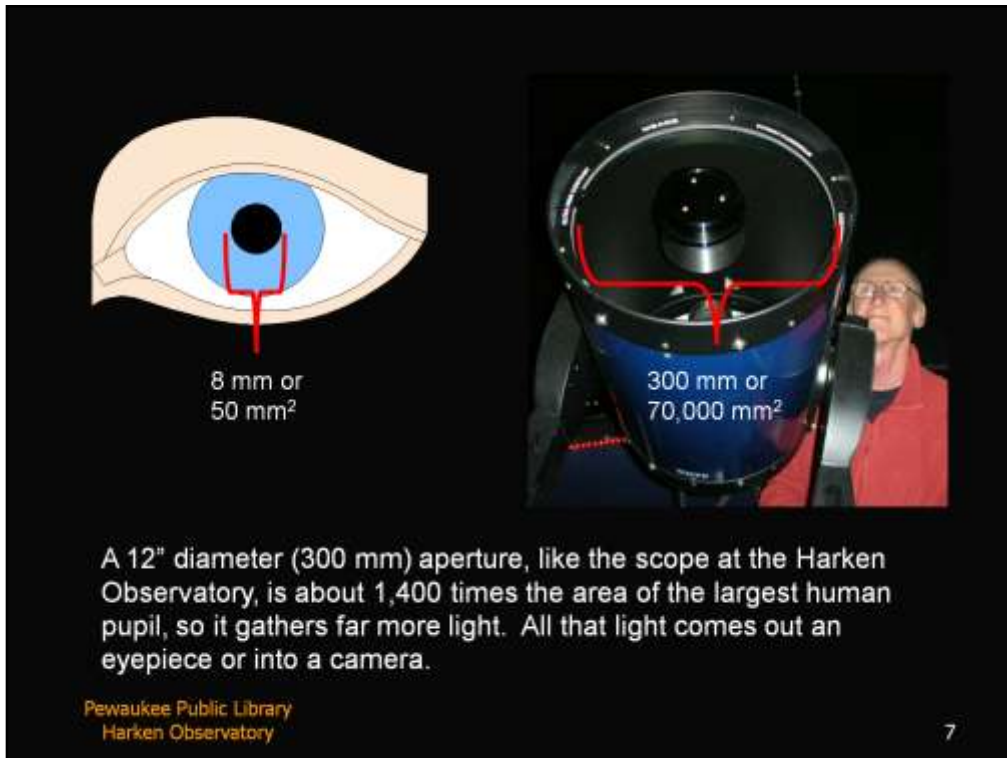 8 mm or
50 mm²
300 mm or
70,000 mm²
A 12” diameter (300 mm) aperture, like the scope at the Harken
Observatory, is about 1,400 times the area of the largest human
pupil, so it gathers far more light.  All that light comes out an
eyepiece or into a camera.
Pewaukee Public Library
Harken Observatory
7